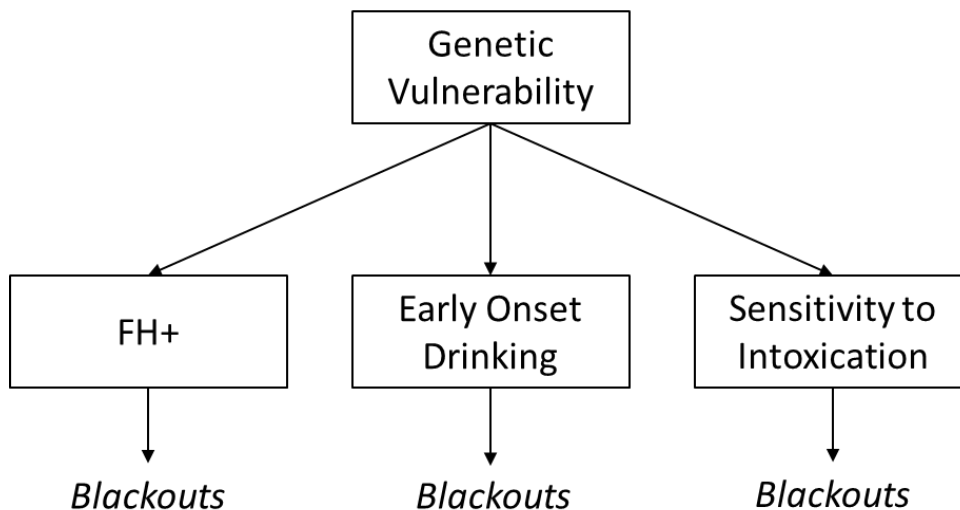 Genetic
Vulnerability
FH+
Early Onset
Drinking
Sensitivity to
Intoxication
Blackouts
Blackouts
Blackouts